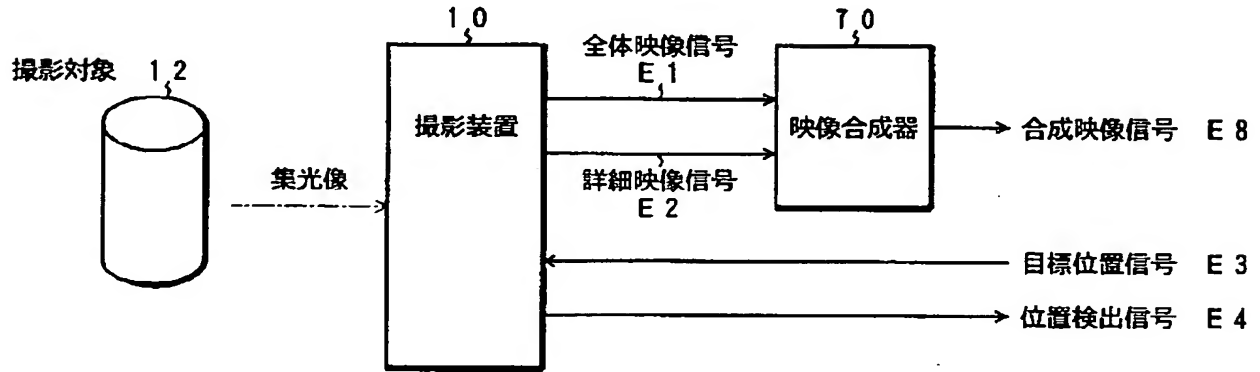 撮影対象 12
集光像
10
撮影装置
全体映像信号
E1
詳細映像信号
E2
70
映像合成器
合成映像信号 E8
目標位置信号 E3
位置検出信号 E4